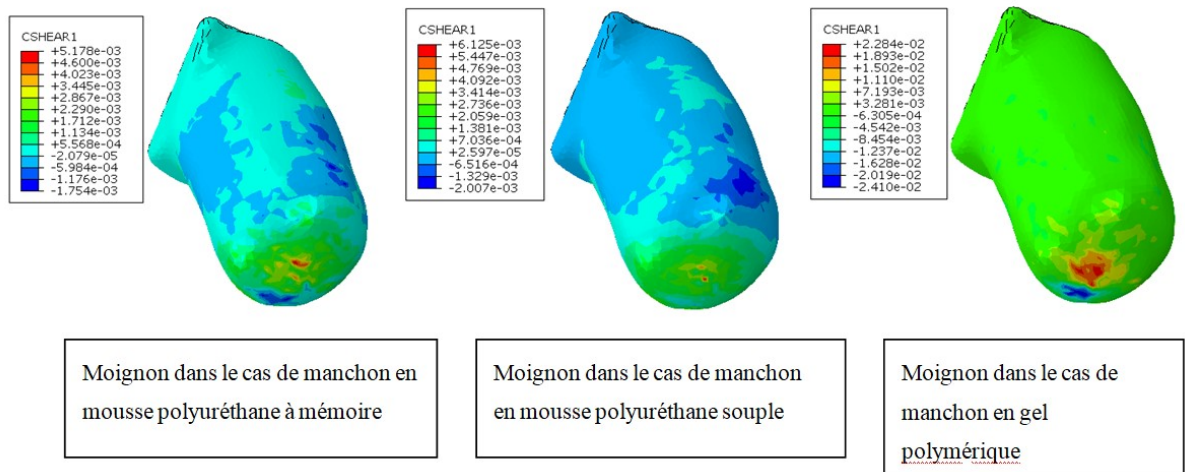 CSHEAR1
+5.178e-03
+4.600e-03
+4.023e-03
+3.445e-03
+2.867e-03
+2.290e-03
+1.712e-03
+1.134e-03
+5.568e-04
-2.079e-05
-5.984e-04
-1.176e-03
-1.754e-03
CSHEAR1
+6.125e-03
+5.447e-03
+4.769e-03
+4.092e-03
+3.414e-03
+2.736e-03
+2.059e-03
+1.381e-03
+7.036e-04
+2.597e-05
-6.516e-04
-1.329e-03
-2.007e-03
CSHEAR1
+2.284e-02
+1.893e-02
+1.502e-02
+1.110e-02
+7.193e-03
+3.281e-03
-6.305e-04
-4.542e-03
-8.454e-03
-1.237e-02
-1.628e-02
-2.019e-02
-2.410e-02
Moignon dans le cas de manchon en
mousse polyuréthane à mémoire
Moignon dans le cas de manchon
en mousse polyuréthane souple
Moignon dans le cas de
manchon en gel
polymérique